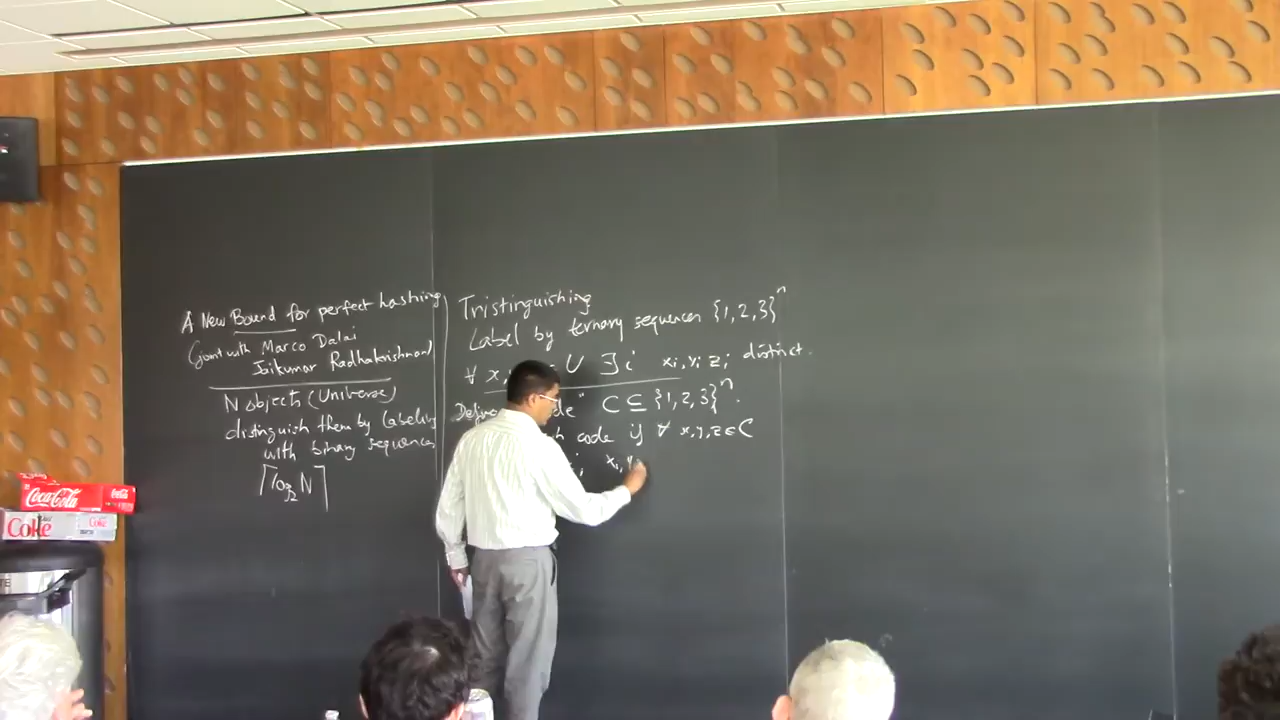 A New Bound for perfect hashing
(joint with Marco Dalai
Jaikumar Radhakrishnan)
N objects (Universe)
distinguish them by labeling
with binary sequences
⌈log₂N⌉
Tristinguishing
Label by ternary sequences {1,2,3}ⁿ
∀ x, U ∃ i xᵢ,yᵢ zᵢ distinct.
C ⊆ {1,2,3}ⁿ.
code if ∀ x,y,z ∈ C
xᵢ, y
Coca-Cola
Coke